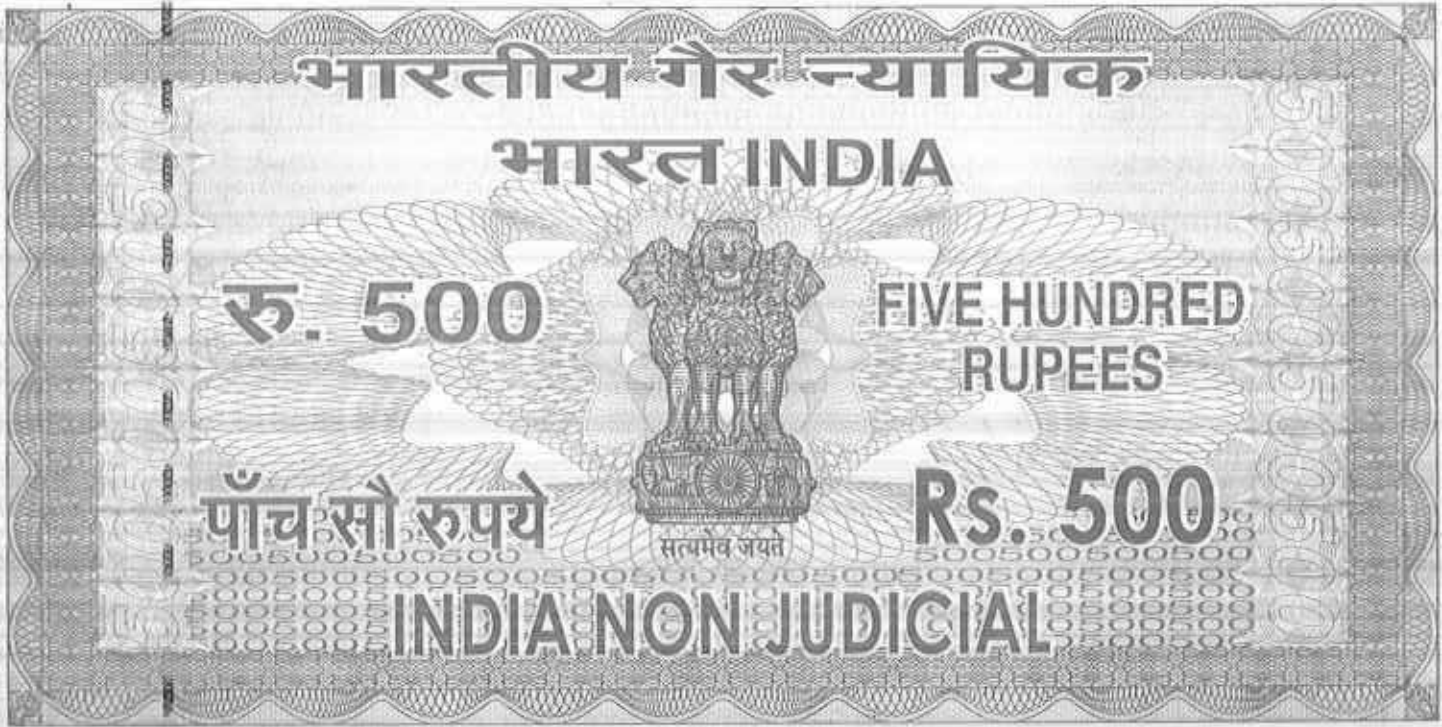 भारतीय गैर न्यायिक
भारत INDIA
रु. 500
FIVE HUNDRED
RUPEES
पाँच सौ रुपये
Rs. 500
सत्यमेव जयते
INDIA NON JUDICIAL